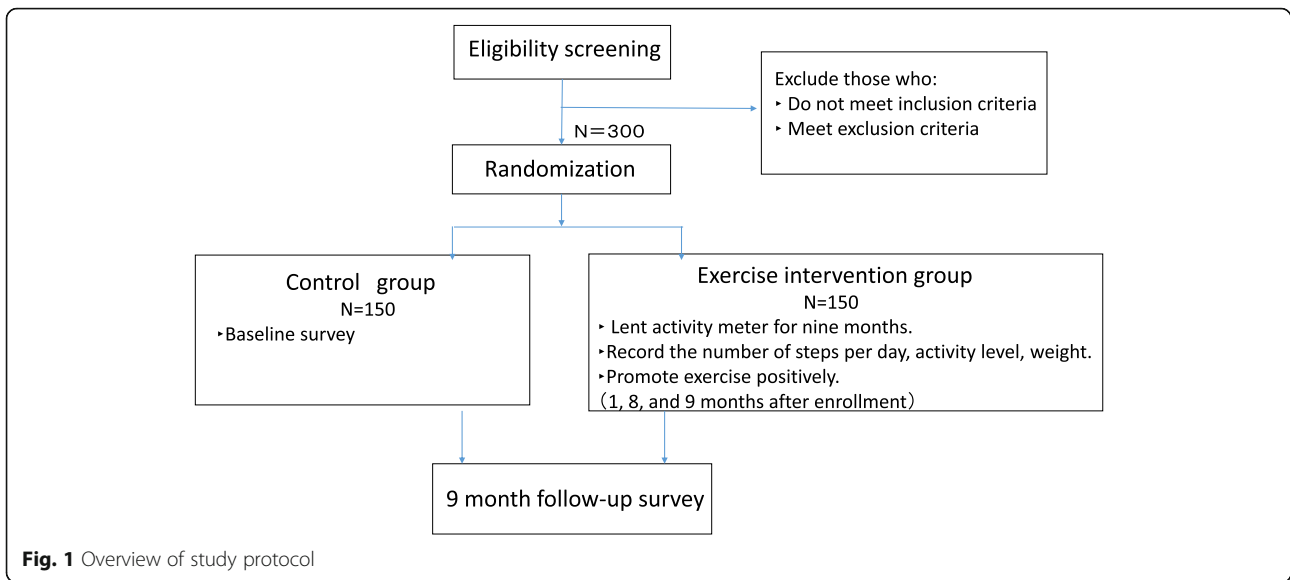 Eligibility screening
Exclude those who:
‣ Do not meet inclusion criteria
‣ Meet exclusion criteria
N＝300
Randomization
Control group
N=150
‣Baseline survey
Exercise intervention group
N=150
‣ Lent activity meter for nine months.
‣Record the number of steps per day, activity level, weight.
‣Promote exercise positively.
（1, 8, and 9 months after enrollment）
9 month follow-up survey
Fig. 1 Overview of study protocol